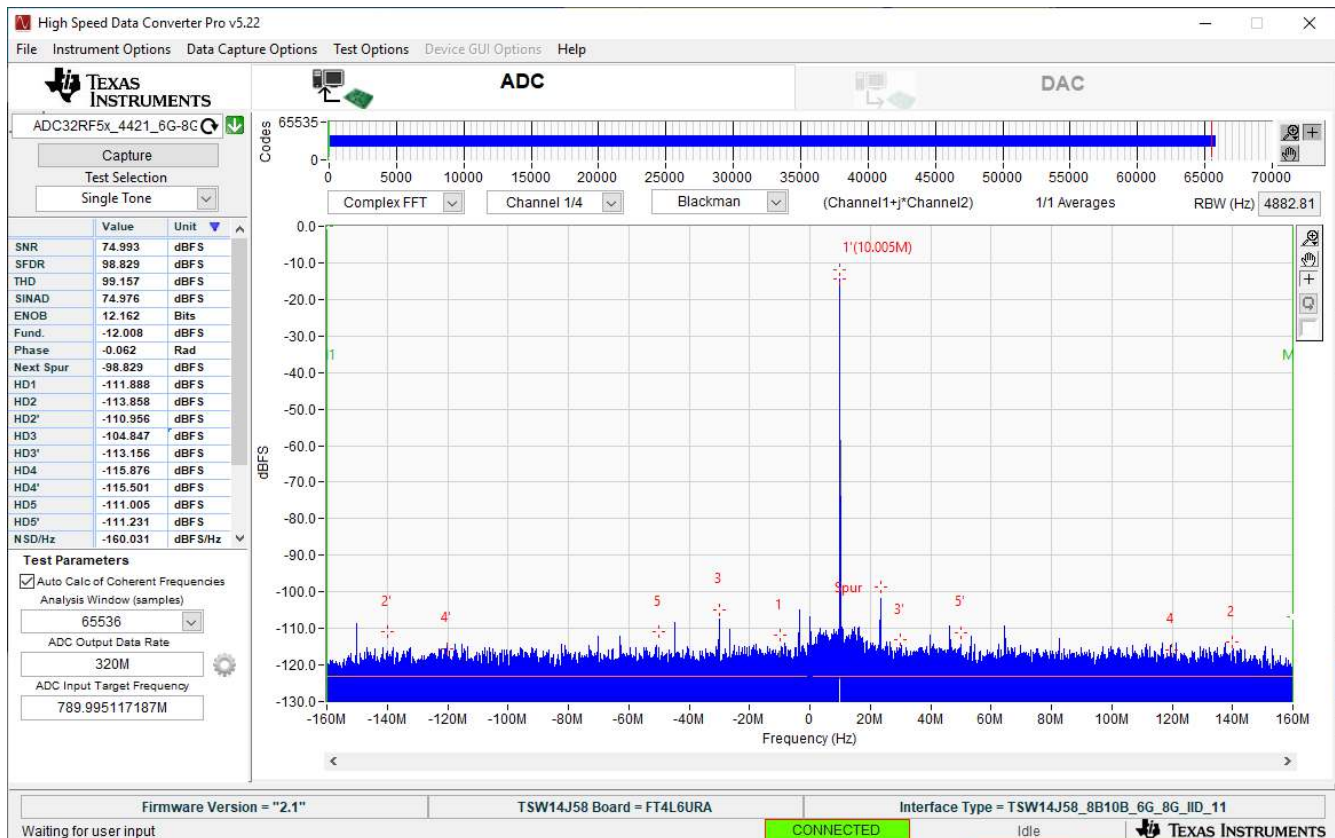 High Speed Data Converter Pro v5.22
File Instrument Options Data Capture Options Test Options Device GUI Options Help
TEXAS INSTRUMENTS
ADC
DAC
ADC32RF5x_4421_6G-8G
Capture
Test Selection
Single Tone
Value Unit
SNR 74.993 dBFS
SFDR 98.829 dBFS
THD 99.157 dBFS
SINAD 74.976 dBFS
ENOB 12.162 Bits
Fund. -12.008 dBFS
Phase -0.062 Rad
Next Spur -98.829 dBFS
HD1 -111.888 dBFS
HD2 -113.858 dBFS
HD2' -110.956 dBFS
HD3 -104.847 dBFS
HD3' -113.156 dBFS
HD4 -115.876 dBFS
HD4' -115.501 dBFS
HD5 -111.005 dBFS
HD5' -111.231 dBFS
NSD/Hz -160.031 dBFS/Hz
Test Parameters
Auto Calc of Coherent Frequencies
Analysis Window (samples)
65536
ADC Output Data Rate
320M
ADC Input Target Frequency
789.995117187M
Codes
65535
0
0 5000 10000 15000 20000 25000 30000 35000 40000 45000 50000 55000 60000 65000 70000
Complex FFT Channel 1/4 Blackman (Channel1+j*Channel2) 1/1 Averages RBW (Hz) 4882.81
dBFS
0.0
-10.0
-20.0
-30.0
-40.0
-50.0
-60.0
-70.0
-80.0
-90.0
-100.0
-110.0
-120.0
-130.0
1'(10.005M)
1
M
2' 4' 5 3 1 Spur 3' 5' 4 2
-160M -140M -120M -100M -80M -60M -40M -20M 0 20M 40M 60M 80M 100M 120M 140M 160M
Frequency (Hz)
Firmware Version = "2.1" TSW14J58 Board = FT4L6URA Interface Type = TSW14J58_8B10B_6G_8G_IID_11
Waiting for user input CONNECTED Idle TEXAS INSTRUMENTS